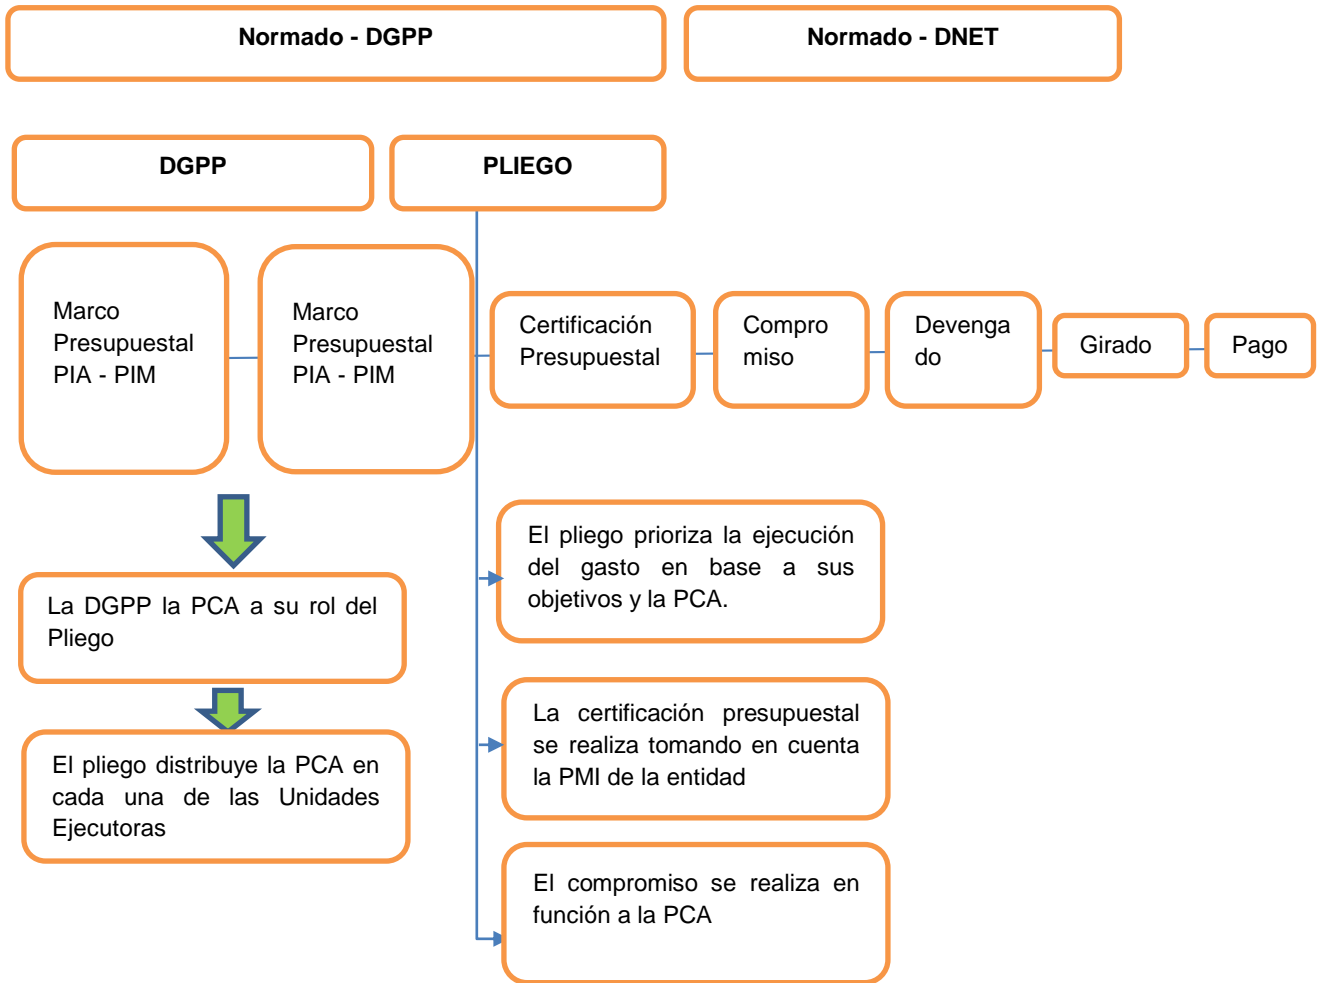 Normado - DGPP
Normado - DNET
DGPP
PLIEGO
Marco
Presupuestal
PIA - PIM
Marco
Presupuestal
PIA - PIM
Certificación
Presupuestal
Compro
miso
Devenga
do
Girado
Pago
El pliego prioriza la ejecución
del gasto en base a sus
objetivos y la PCA.
La DGPP la PCA a su rol del
Pliego
La certificación presupuestal
se realiza tomando en cuenta
la PMI de la entidad
El pliego distribuye la PCA en
cada una de las Unidades
Ejecutoras
El compromiso se realiza en
función a la PCA